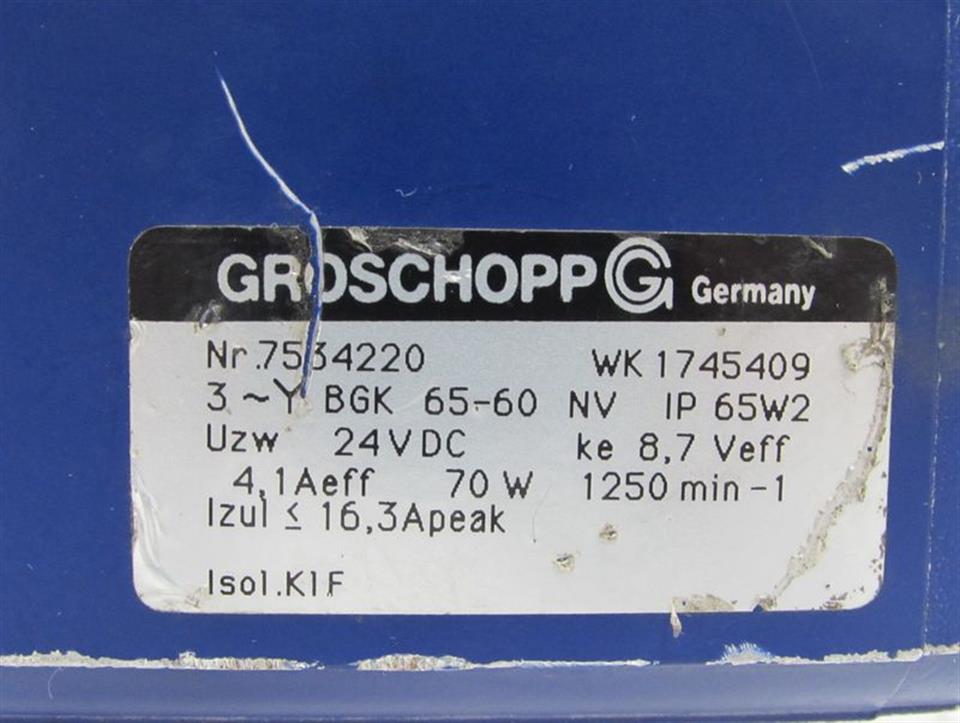 GROSCHOPP G Germany
Nr.7534220 WK 1745409
3 ~ Y BGK 65-60 NV IP 65W2
Uzw 24VDC ke 8,7 Veff
4,1Aeff 70 W 1250 min-1
Izul ≤ 16,3Apeak
Isol.KlF